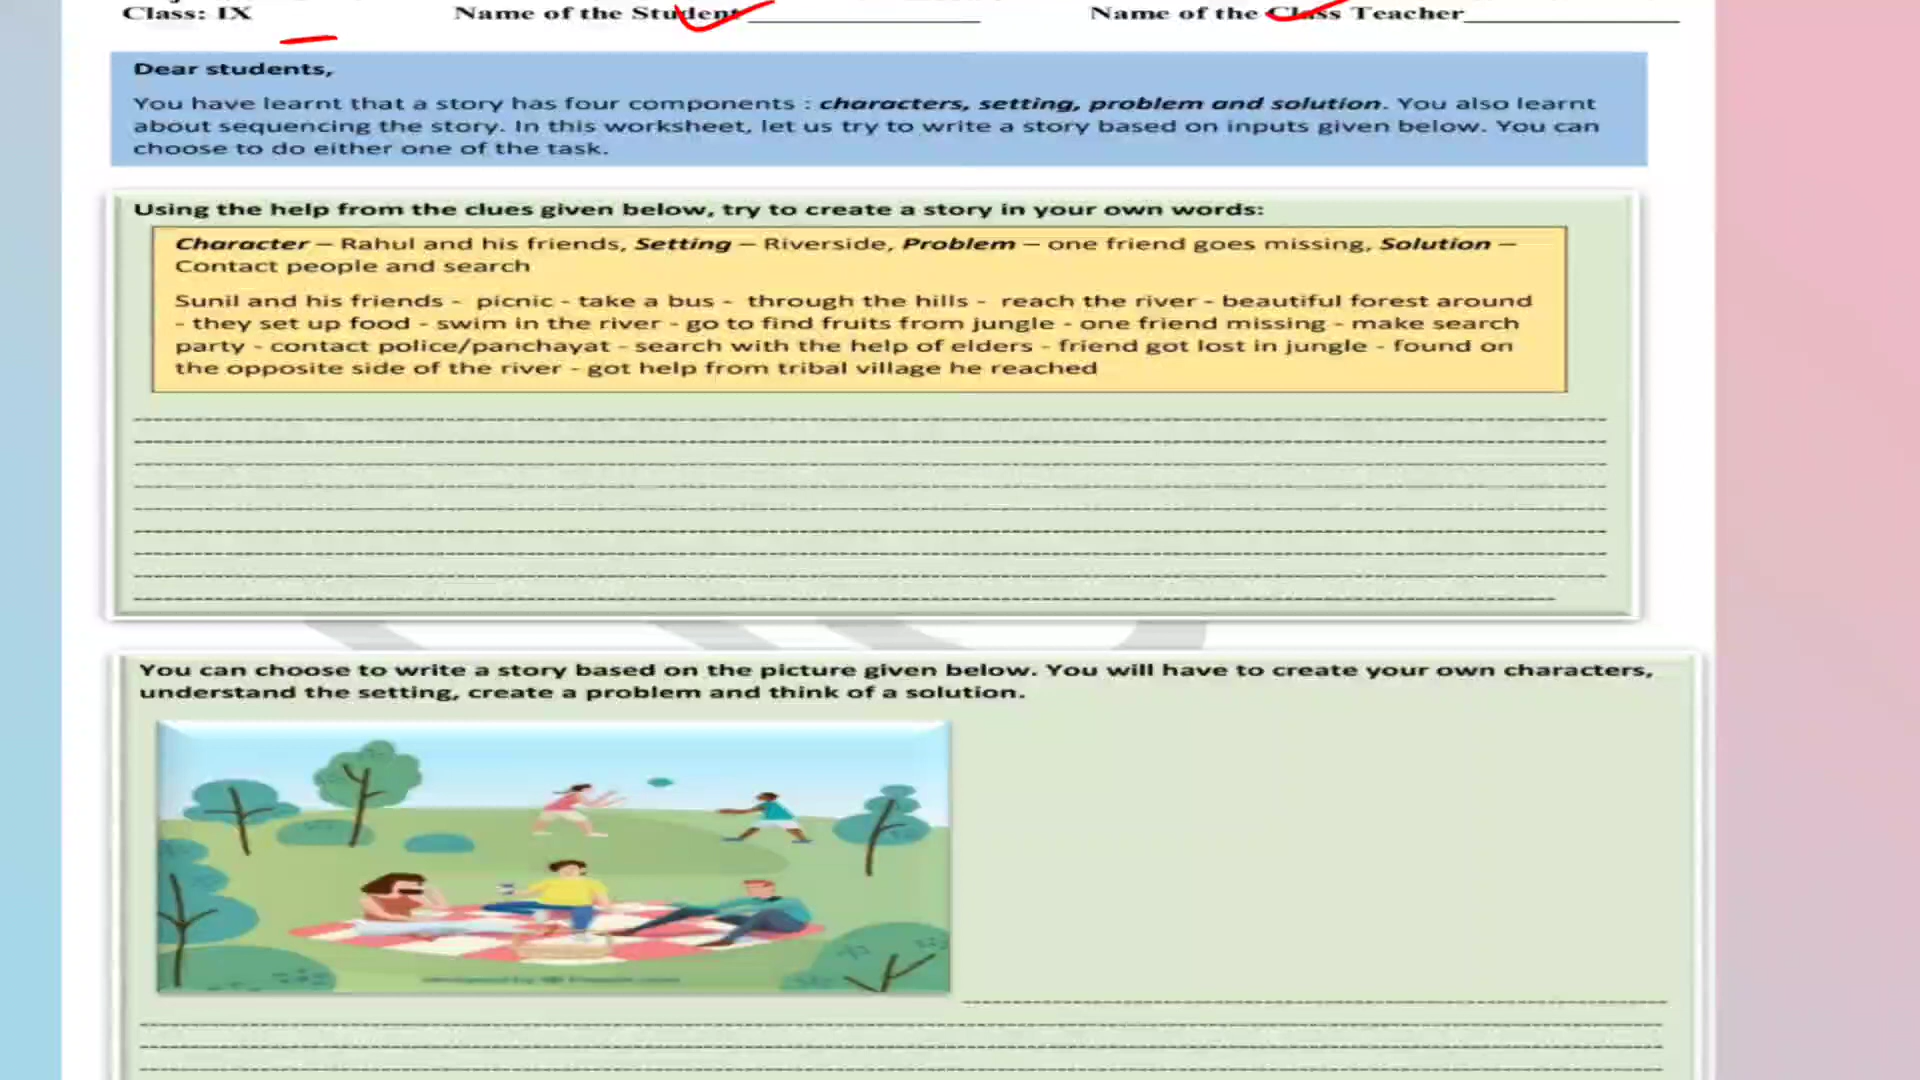 Class: IX Name of the Student_______________ Name of the Class Teacher_______________
Dear students,
You have learnt that a story has four components : characters, setting, problem and solution. You also learnt
about sequencing the story. In this worksheet, let us try to write a story based on inputs given below. You can
choose to do either one of the task.
Using the help from the clues given below, try to create a story in your own words:
Character – Rahul and his friends, Setting – Riverside, Problem – one friend goes missing, Solution –
Contact people and search
Sunil and his friends - picnic - take a bus - through the hills - reach the river - beautiful forest around
- they set up food - swim in the river - go to find fruits from jungle - one friend missing - make search
party - contact police/panchayat - search with the help of elders - friend got lost in jungle - found on
the opposite side of the river - got help from tribal village he reached
You can choose to write a story based on the picture given below. You will have to create your own characters,
understand the setting, create a problem and think of a solution.